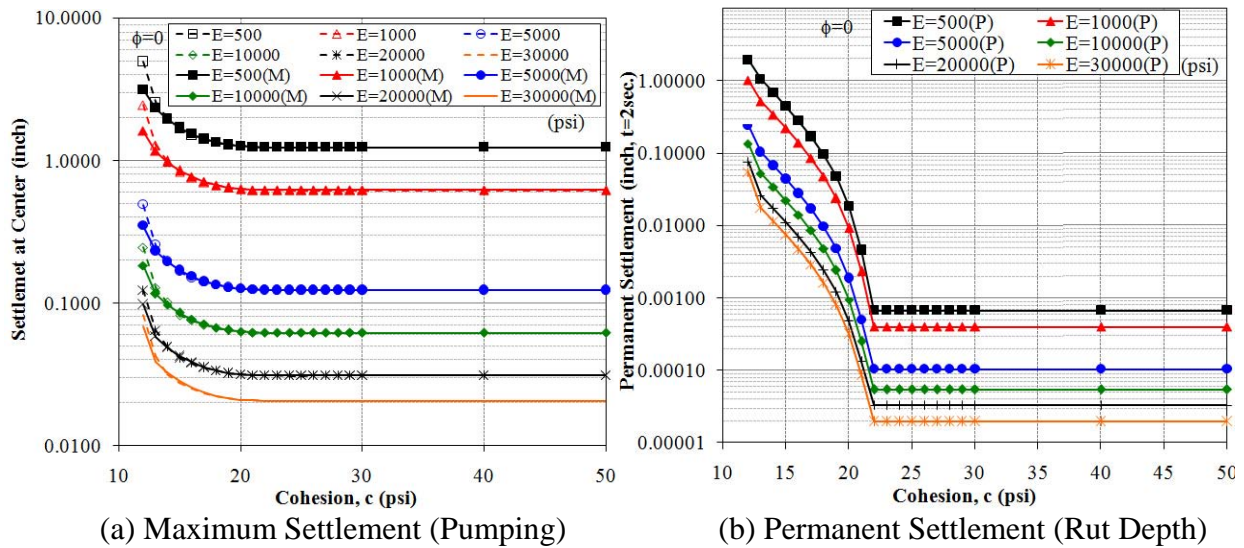 10.0000
1.0000
0.1000
0.0100
10
20
30
40
50
Settlemet at Center (inch)
Cohesion, c (psi)
ϕ=0
E=500
E=1000
E=5000
E=10000
E=20000
E=30000
E=500(M)
E=1000(M)
E=5000(M)
E=10000(M)
E=20000(M)
E=30000(M)
(psi)
(a) Maximum Settlement (Pumping)
1.00000
0.10000
0.01000
0.00100
0.00010
0.00001
10
15
20
25
30
35
40
45
50
Permanent Settlement (inch, t=2sec.)
Cohesion, c (psi)
ϕ=0
E=500(P)
E=1000(P)
E=5000(P)
E=10000(P)
E=20000(P)
E=30000(P)
(psi)
(b) Permanent Settlement (Rut Depth)